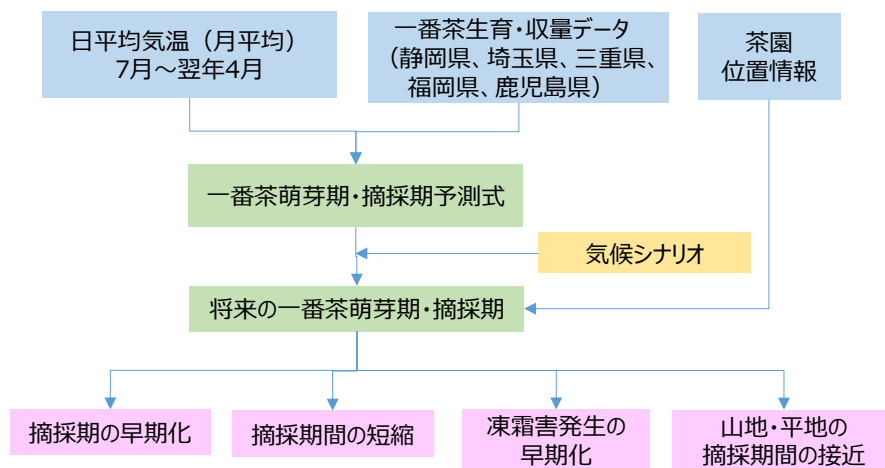 日平均気温（月平均）
7月～翌年4月
一番茶生育・収量データ
（静岡県、埼玉県、三重県、
福岡県、鹿児島県）
茶園
位置情報
一番茶萌芽期・摘採期予測式
気候シナリオ
将来の一番茶萌芽期・摘採期
摘採期の早期化
摘採期間の短縮
凍霜害発生の
早期化
山地・平地の
摘採期間の接近